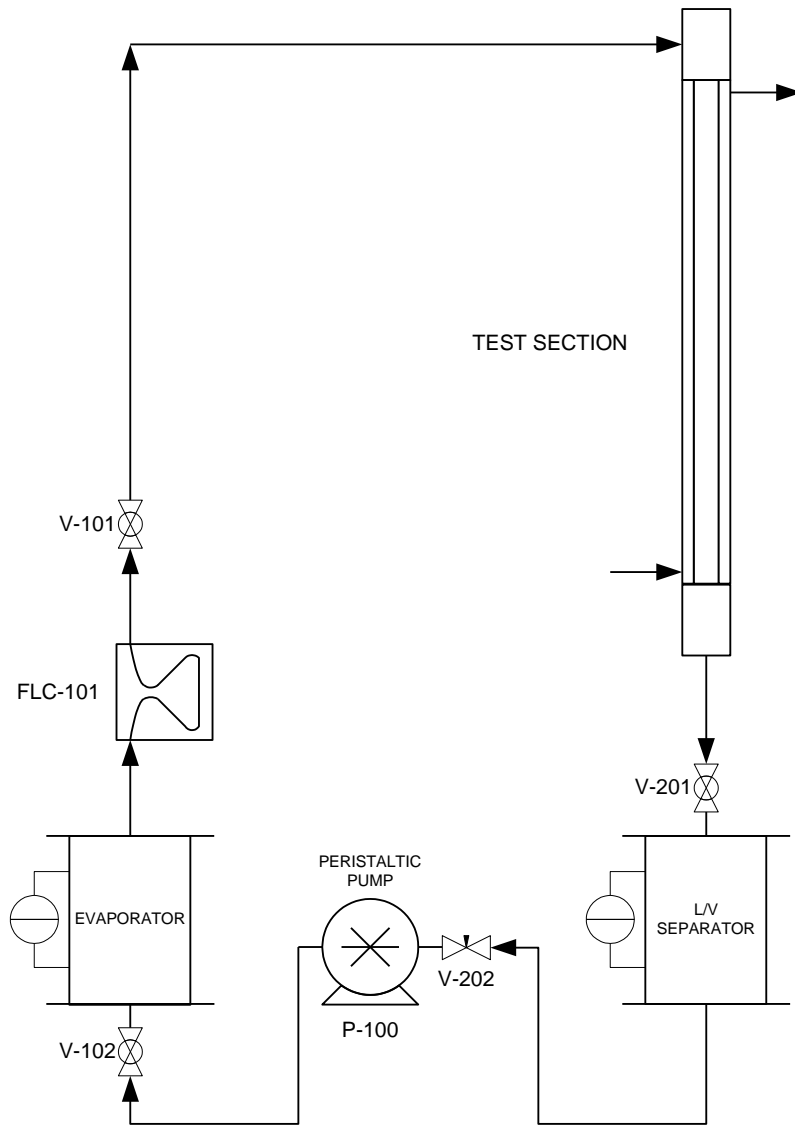 TEST SECTION
V-101
FLC-101
V-201
PERISTALTIC
PUMP
EVAPORATOR
L/V
SEPARATOR
V-202
P-100
V-102